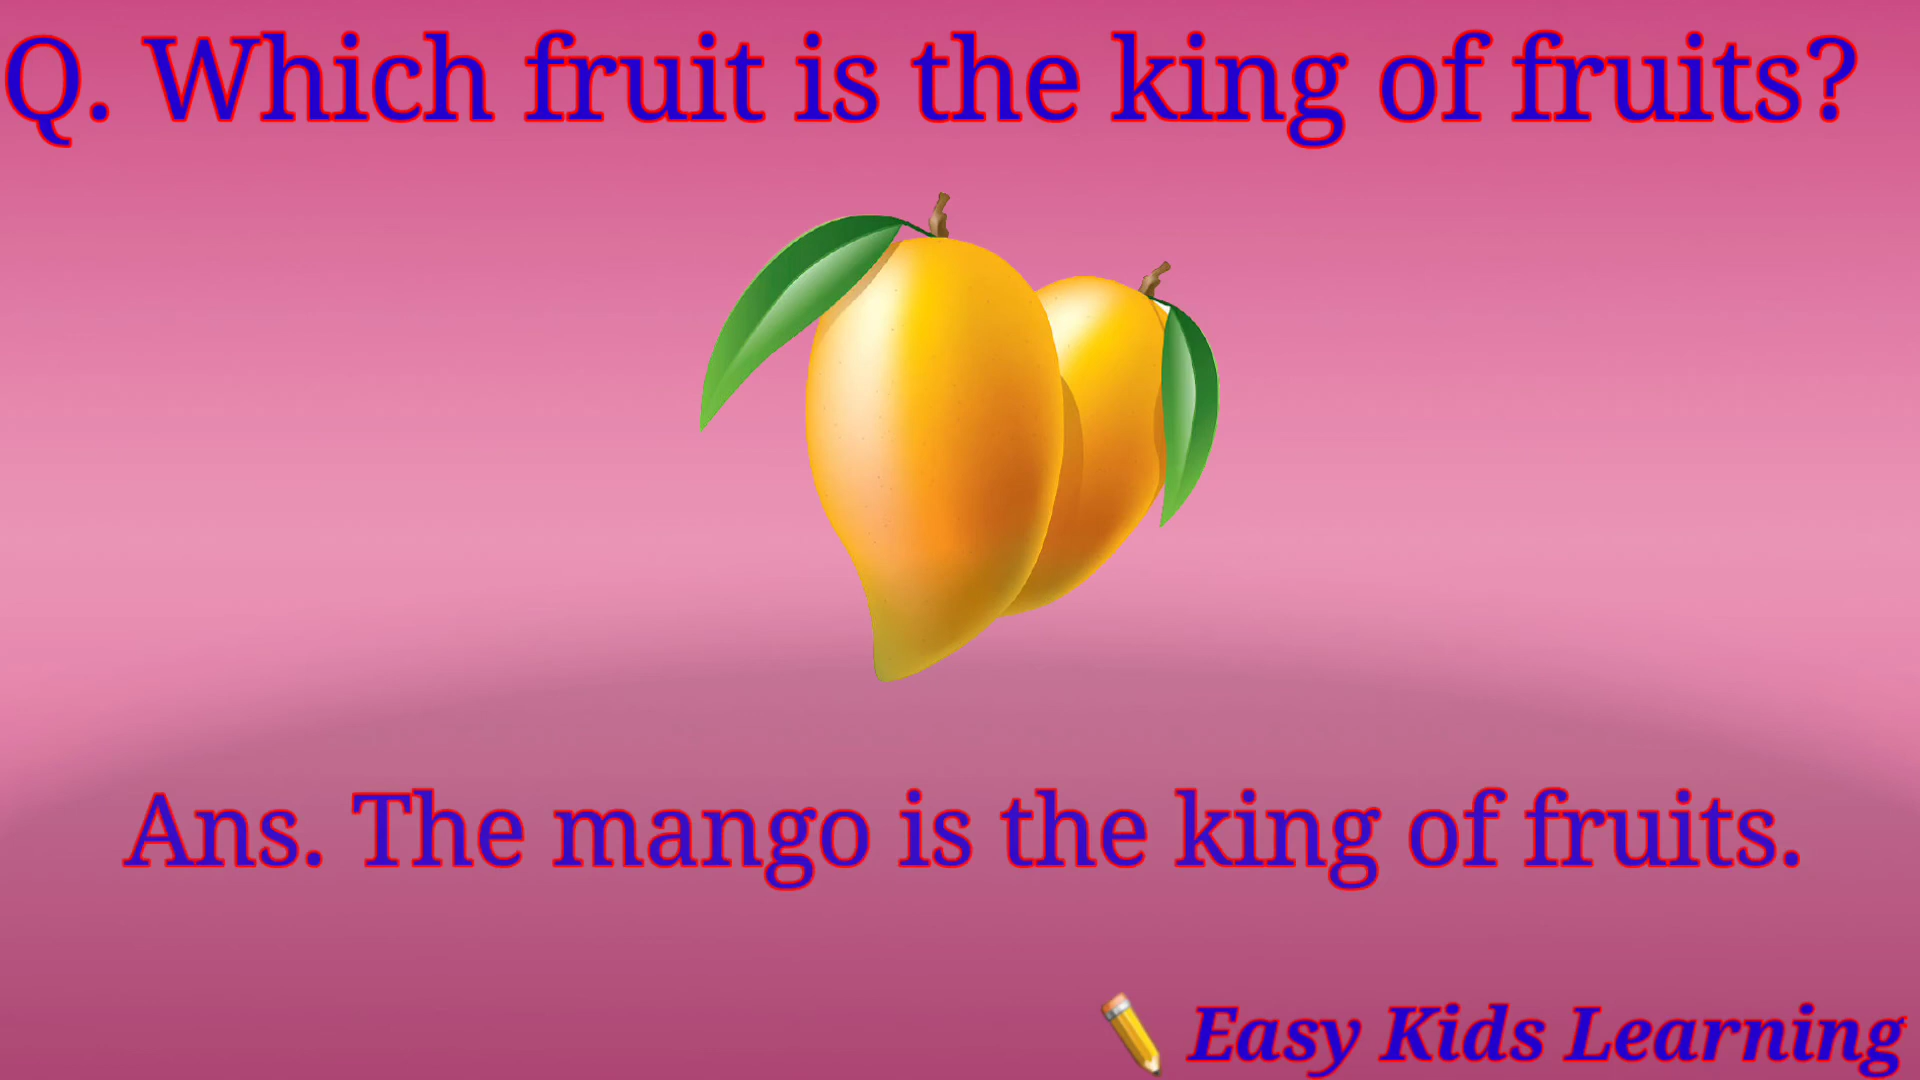 Q. Which fruit is the king of fruits?
Ans. The mango is the king of fruits.
Easy Kids Learning